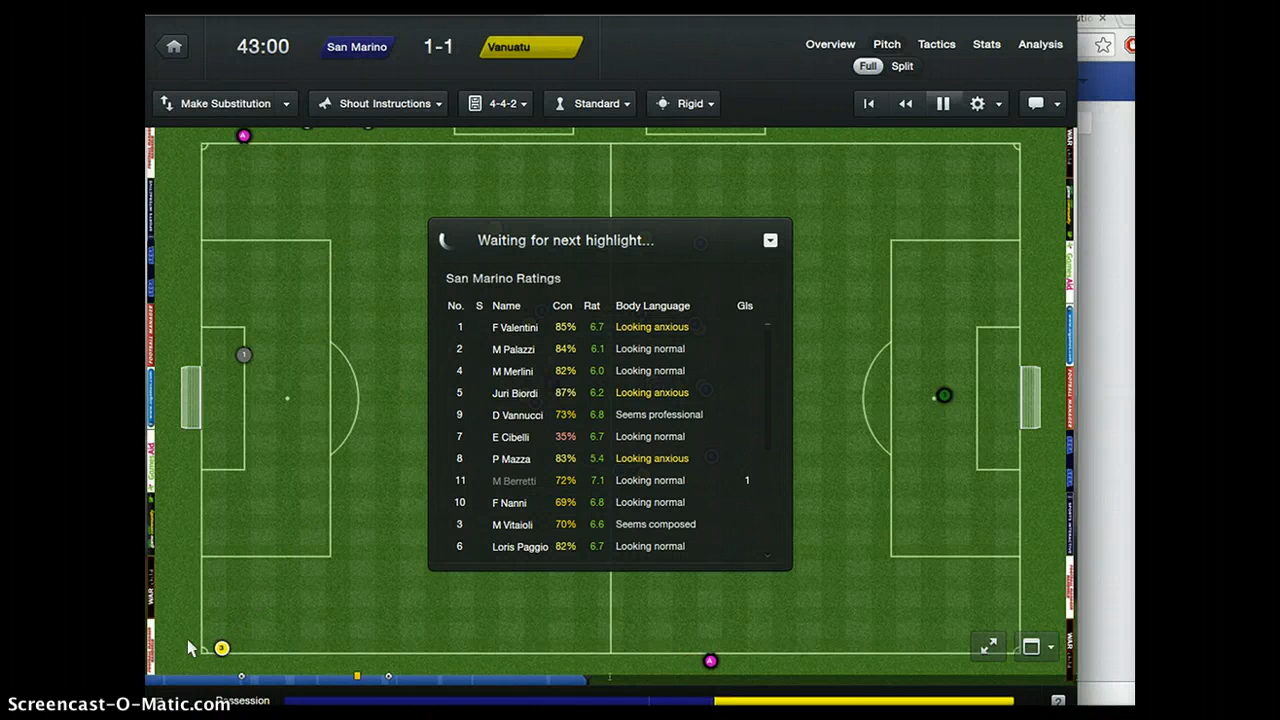 43:00 San Marino 1-1 Vanuatu
Overview Pitch Tactics Stats Analysis
Full Split
Make Substitution Shout Instructions 4-4-2 Standard Rigid
Waiting for next highlight...
San Marino Ratings
No. S Name Con Rat Body Language Gls
1 F Valentini 85% 6.7 Looking anxious
2 M Palazzi 84% 6.1 Looking normal
4 M Merlini 82% 6.0 Looking normal
5 Juri Biordi 87% 6.2 Looking anxious
9 D Vannucci 73% 6.8 Seems professional
7 E Cibelli 35% 6.7 Looking normal
8 P Mazza 83% 5.4 Looking anxious
11 M Berretti 72% 7.1 Looking normal 1
10 F Nanni 69% 6.8 Looking normal
3 M Vitaioli 70% 6.6 Seems composed
6 Loris Paggio 82% 6.7 Looking normal
1
3
A
A
Screencast-O-Matic.com